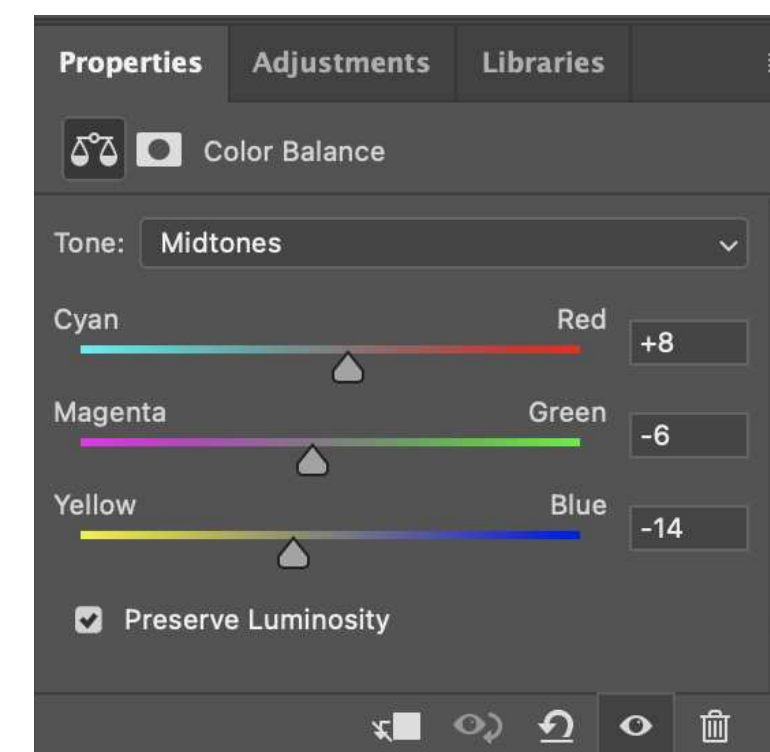 Properties Adjustments Libraries
Color Balance
Tone: Midtones
Cyan Red +8
Magenta Green -6
Yellow Blue -14
Preserve Luminosity